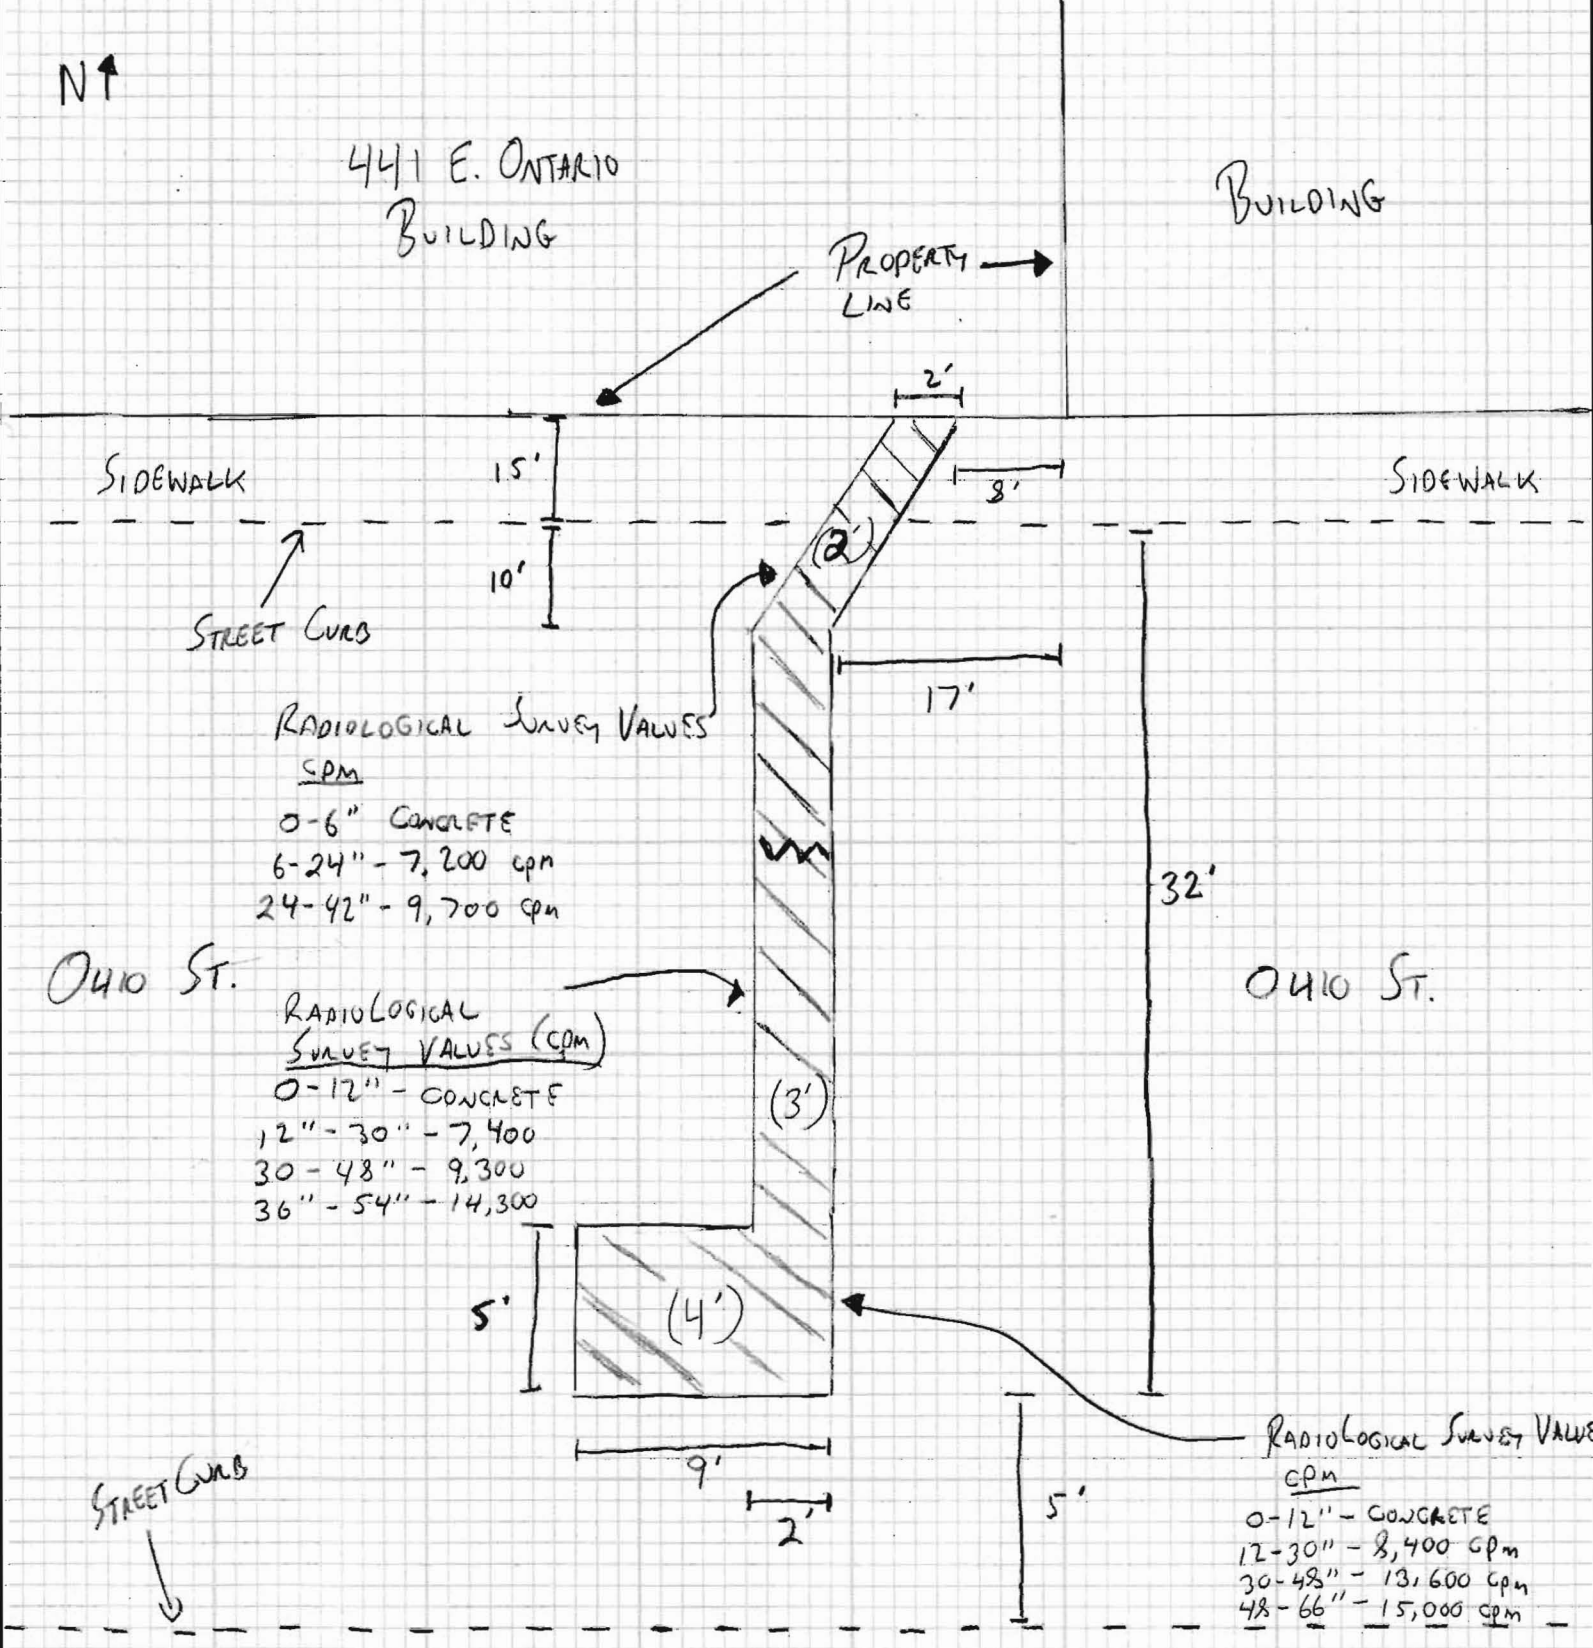 N
441 E. ONTARIO
BUILDING
BUILDING
PROPERTY
LINE
2'
SIDEWALK
15'
8'
SIDEWALK
(2')
10'
STREET CURB
17'
RADIOLOGICAL SURVEY VALUES
cpm
0-6" CONCRETE
6-24" - 7,200 cpm
24-42" - 9,700 cpm
32'
OHIO ST.
OHIO ST.
RADIOLOGICAL
SURVEY VALUES (cpm)
0-12" - CONCRETE
12" - 30" - 7,400
30 - 48" - 9,300
36" - 54" - 14,300
(3')
5'
(4')
9'
2'
5'
STREET CURB
RADIOLOGICAL SURVEY VALUE
cpm
0-12" - CONCRETE
12-30" - 8,400 cpm
30-48" - 13,600 cpm
48-66" - 15,000 cpm